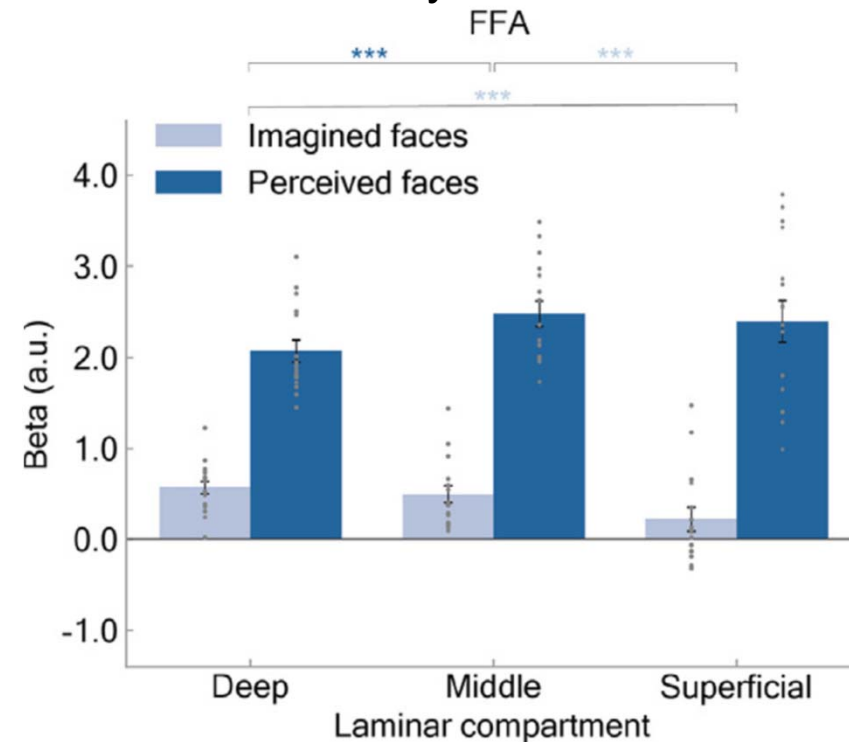 FFA
***
***
***
Imagined faces
Perceived faces
4.0
3.0
2.0
1.0
0.0
-1.0
Beta (a.u.)
Deep
Middle
Superficial
Laminar compartment